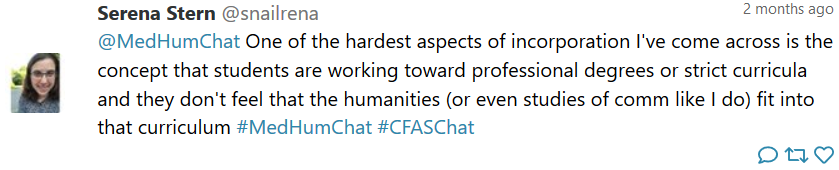 Serena Stern @snailrena 2 months ago
@MedHumChat One of the hardest aspects of incorporation I've come across is the
concept that students are working toward professional degrees or strict curricula
and they don't feel that the humanities (or even studies of comm like I do) fit into
that curriculum #MedHumChat #CFASChat